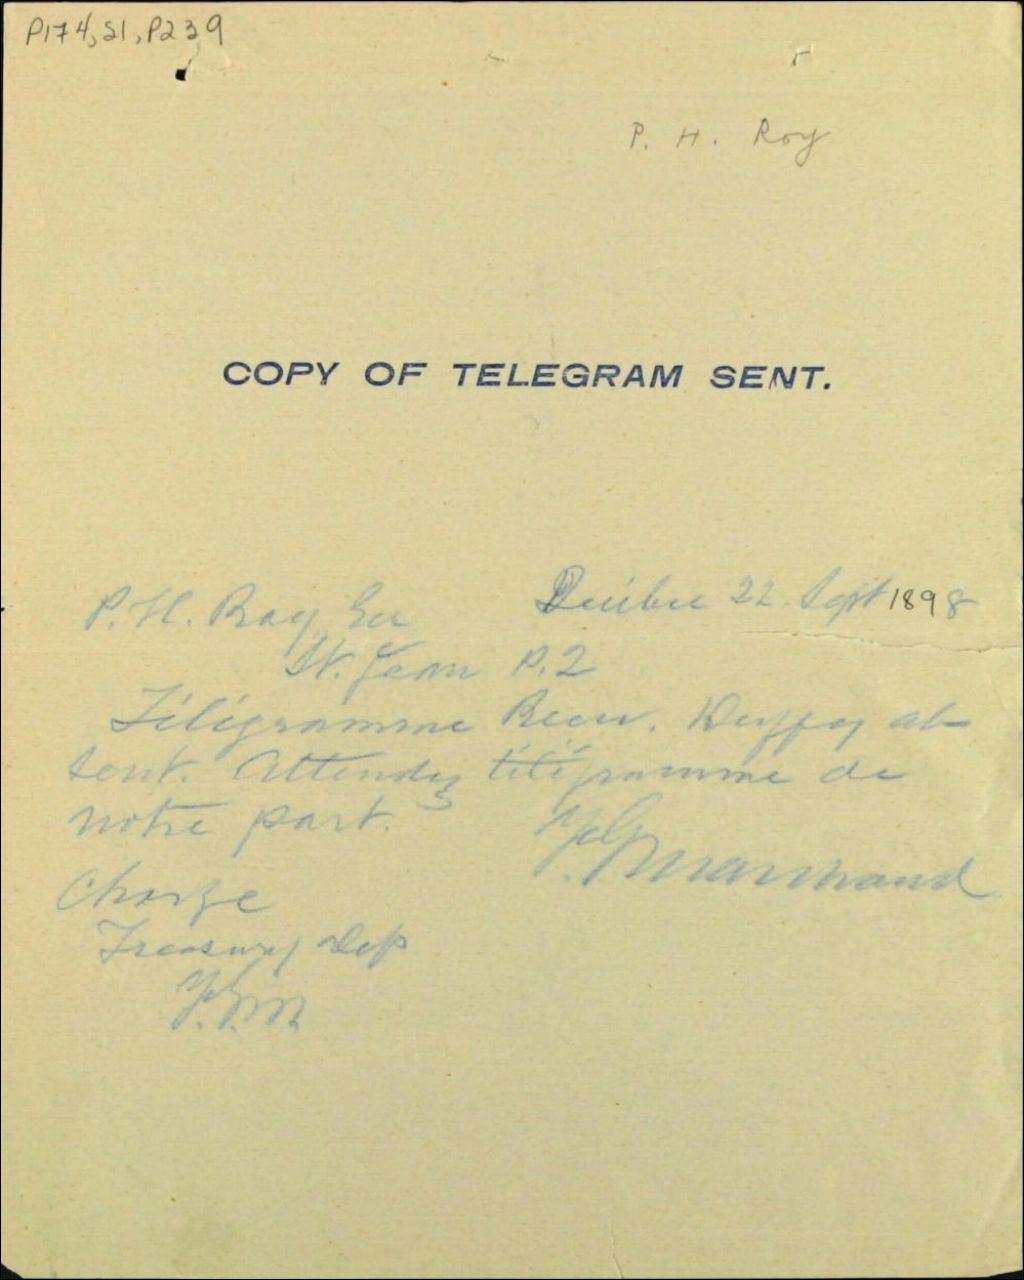 P174, S1, P239
P. H. Roy
COPY OF TELEGRAM SENT.
Québec 22 Sept 1898
P. H. Roy Ecr
St. Jean P.Q
Télégramme Recu. Duffy ab-
sent. Attendez télégramme de
notre part.
F. G. Marchand
Charge
Treasury Dep
F. G. M